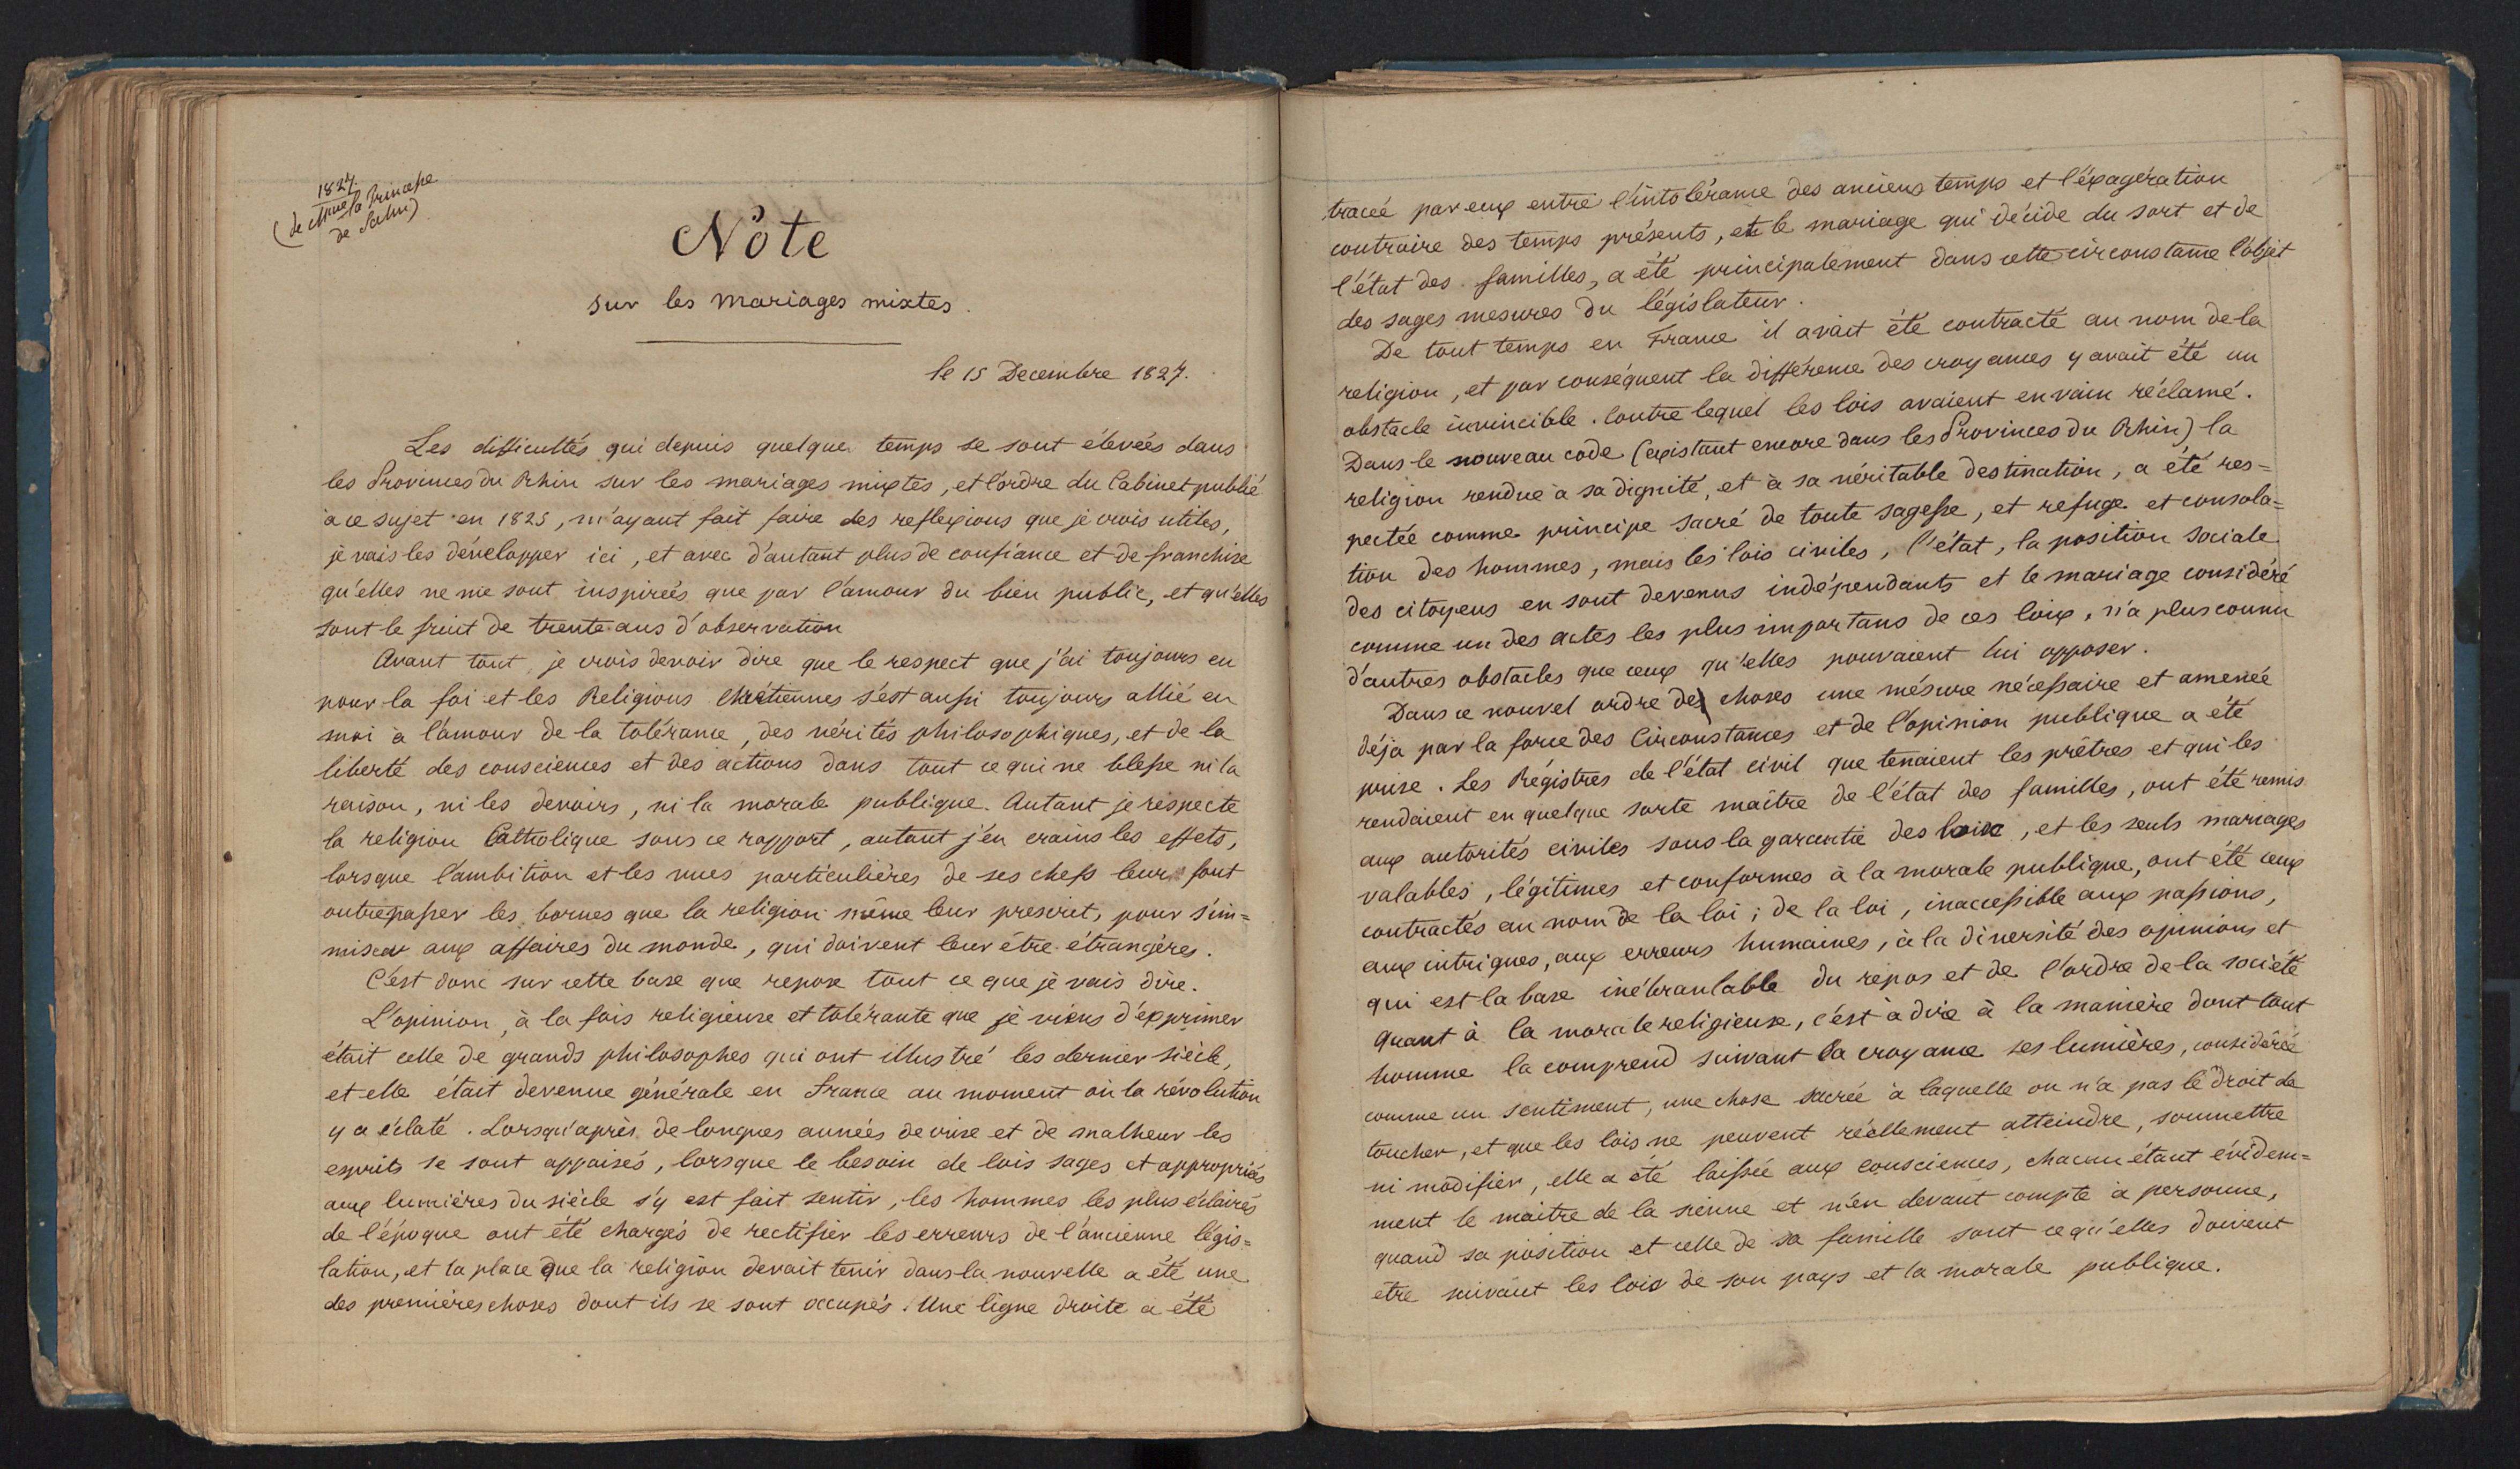 1827.
(de Mme la Princesse
de Salm)
Note
sur les mariages mixtes.
le 15 Decembre 1827.
Les difficultés qui depuis quelque temps se sont élevées dans
les Provinces du Rhin sur les mariages mixtes, et l'ordre du Cabinet publié
à ce sujet en 1825, m'ayant fait faire des reflexions que je crois utiles,
je vais les développer ici, et avec d'autant plus de confiance et de franchise
qu'elles ne me sont inspireés que par l'amour du bien public, et qu'elles
sont le fruit de trente ans d'observation
Avant tout, je crois devoir dire que le respect que j'ai toujours eu
pour la foi et les Religions Chrétiennes s'est aussi toujours allié en
moi à l'amour de la tolérance, des vérités philosophiques, et de la
liberté des consciences et des actions dans tout ce qui ne blesse ni la
raison, ni les devoirs, ni la morale publique. Autant je respecte
la religion Catholique sous ce rapport, autant j'en crains les effets,
lorsque l'ambition et les vues particulières de ses chefs leur font
outrepasser les bornes que la religion même leur prescrit, pour s'im=
miscer aux affaires du monde, qui doivent leur être étrangères.
C'est donc sur cette base que repose tout ce que je vais dire.
L'opinion, à la fois religieuse et tolérante que je viens d'exprimer
était celle de grands philosophes qui ont illustré les dernier siècle,
et elle était devenue générale en France au moment où la révolution
y a éclaté. Lorsqu'après de longues années de crise et de malheur les
esprits se sont appaisés, lorsque le besoin de lois sages et appropriés
aux lumières du siècle s'y est fait sentir, les hommes les plus éclairés
de l'époque ont été chargés de rectifier les erreurs de l'ancienne légis=
lation, et la place que la religion devait tenir dans la nouvelle a été une
des premières choses dont ils se sont occupés. Une ligne droite a été
tracée par eux entre l'intolérance des anciens temps et l'éxagération
contraire des temps présents, et le mariage qui décide du sort et de
l'état des familles, a été principalement dans cette circonstance l'objet
des sages mesures du législateur.
De tout temps en France il avait été contracté au nom de la
religion, et par conséquent la différence des croyances y avait été un
obstacle invincible. Contre lequel les lois avaient en vain réclamé.
Dans le nouveau code (existant encore dans les Provinces du Rhin) la
religion rendue à sa dignité, et à sa véritable destination, a été res=
pectée comme principe sacré de toute sagesse, et refuge et consola=
tion des hommes, mais les lois civiles, l'état, la position sociale
des citoyens en sont devenus indépendants et le mariage considéré
comme un des actes les plus importans de ces loix, n'a plus connu
d'autres obstacles que ceux qu'elles pouvaient lui opposer.
Dans ce nouvel ordre des choses une mésure nécessaire et amenée
déja par la force des Circonstances et de l'opinion publique a été
prise. Les Régistres de l'état civil que tenaient les prêtres et qui les
rendaient en quelque sorte maître de l'état des familles, ont été remis
aux autorités civiles sous la garantie des loix, et les seuls mariages
valables, légitimes et conformes à la morale publique, ont été ceux
contractés au nom de la loi; de la loi, inaccessible aux passions,
aux intrigues, aux erreurs humaines, à la diversité des opinions et
qui est la base inébranlable du repos et de l'ordre de la société
Quant à la morale religieuse, c'est à dire à la manière dont tout
homme la comprend suivant sa croyance ses lumières, considérée
comme un sentiment, une chose sacrée à laquelle on n'a pas le droit de
toucher, et que les lois ne peuvent réellement atteindre, soumettre
ni modifier, elle a été laissée aux consciences, chacun étant évidem=
ment le maître de la sienne et n'en devant compte à personne,
quand sa position et celle de sa famille sont ce qu'elles doivent
etre suivant les lois de son pays et la morale publique.